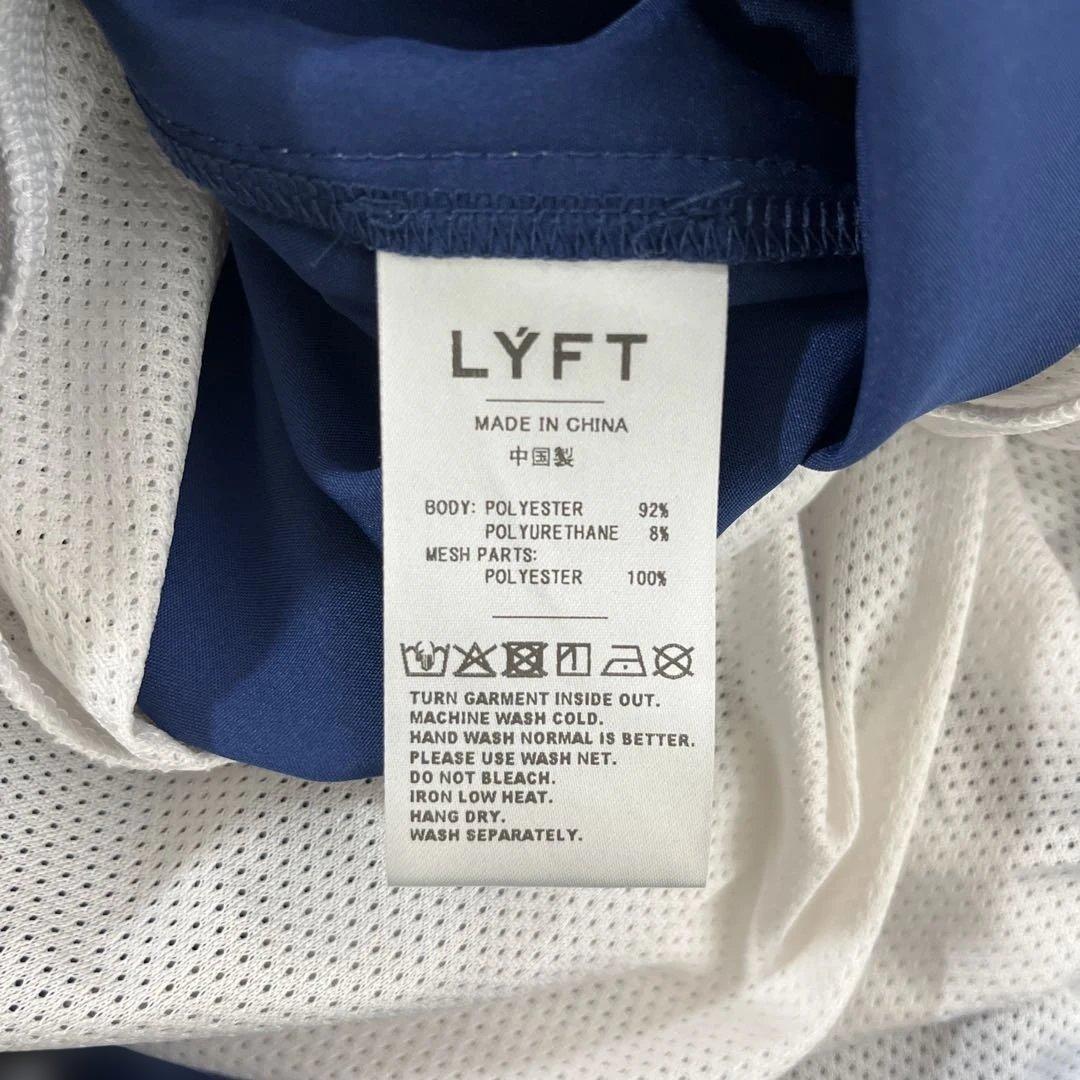 LÝFT
MADE IN CHINA
中国製
BODY: POLYESTER 92%
POLYURETHANE 8%
MESH PARTS:
POLYESTER 100%
TURN GARMENT INSIDE OUT.
MACHINE WASH COLD.
HAND WASH NORMAL IS BETTER.
PLEASE USE WASH NET.
DO NOT BLEACH.
IRON LOW HEAT.
HANG DRY.
WASH SEPARATELY.